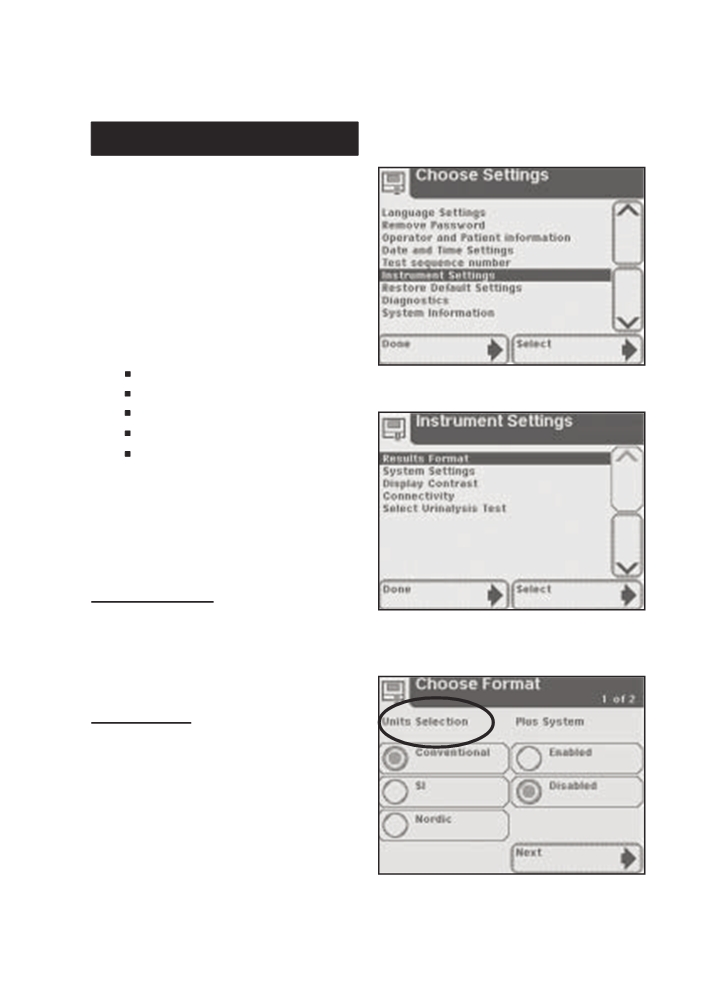 Choose Settings
Language Settings
Remove Password
Operator and Patient information
Date and Time Settings
Test sequence number
Instrument Settings
Restore Default Settings
Diagnostics
System Information
Done
Select
Instrument Settings
Results Format
System Settings
Display Contrast
Connectivity
Select Urinalysis Test
Done
Select
Choose Format
1 of 2
Units Selection
Plus System
Conventional
Enabled
SI
Disabled
Nordic
Next